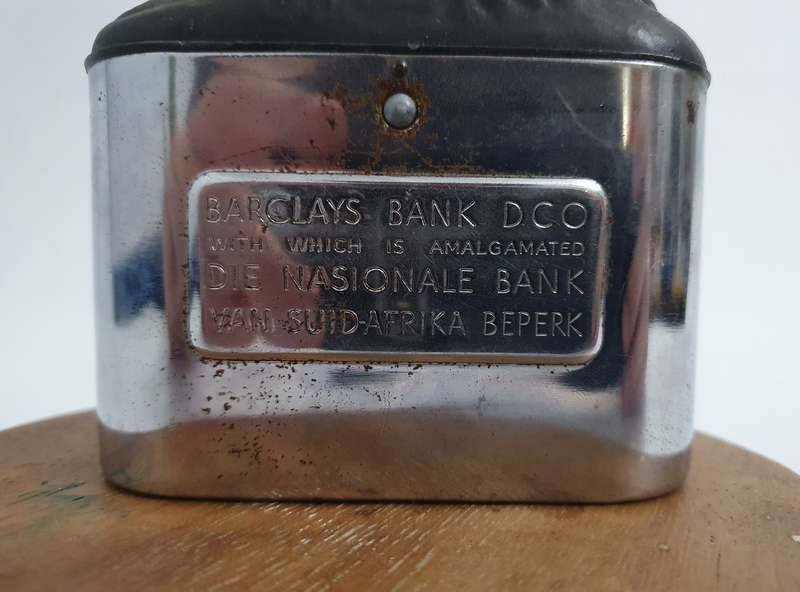 BARCLAYS BANK DCO
WITH WHICH IS AMALGAMATED
DIE NASIONALE BANK
VAN SUID-AFRIKA BEPERK